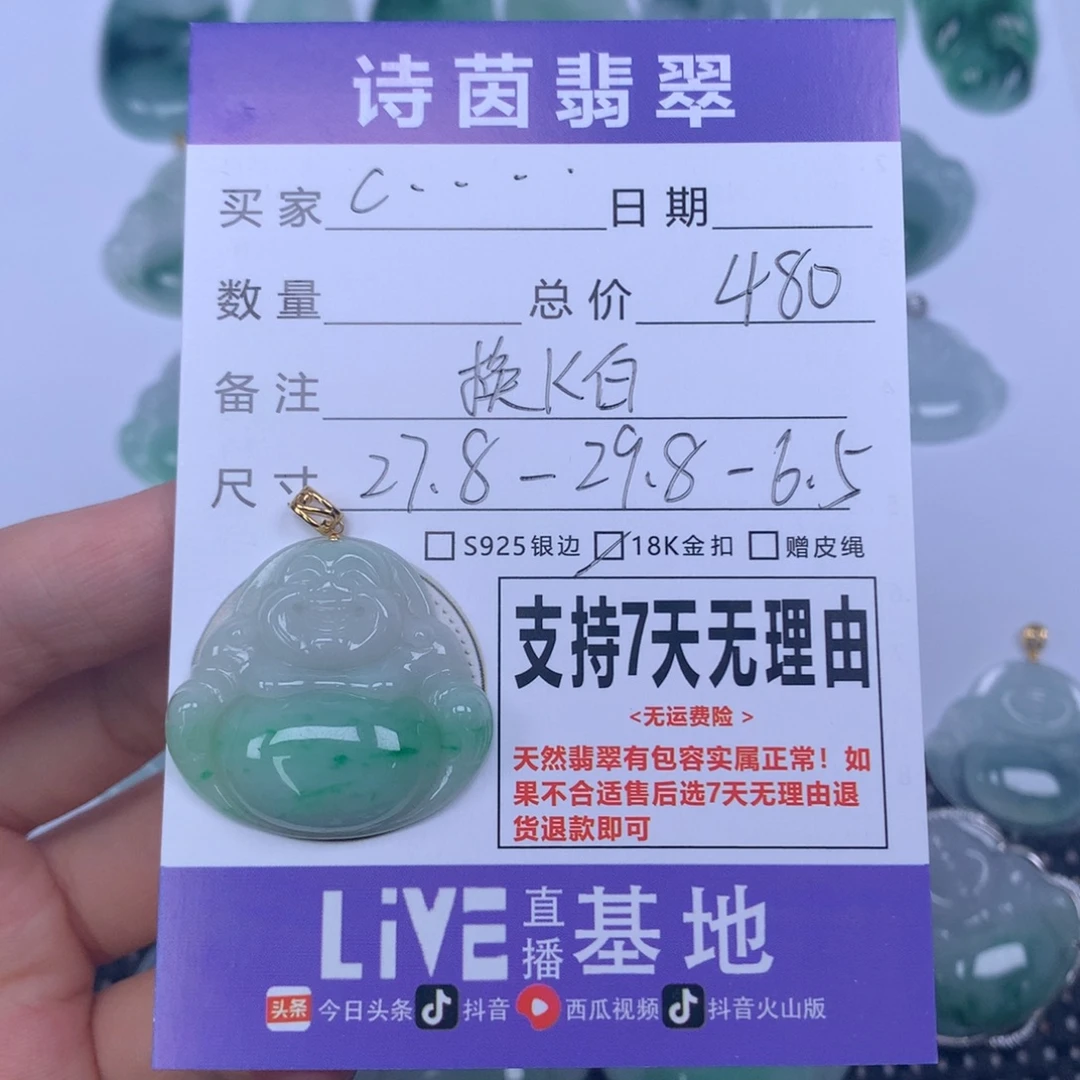 诗茵翡翠
买家 C····· 日期
数量 总价 480
备注 换K白
尺寸 27.8-29.8-6.5
S925银边 18K金扣 赠皮绳
支持7天无理由
<无运费险 >
天然翡翠有包容实属正常！如
果不合适售后选7天无理由退
货退款即可
LiVE 直播 基地
头条 今日头条 抖音 西瓜视频 抖音火山版